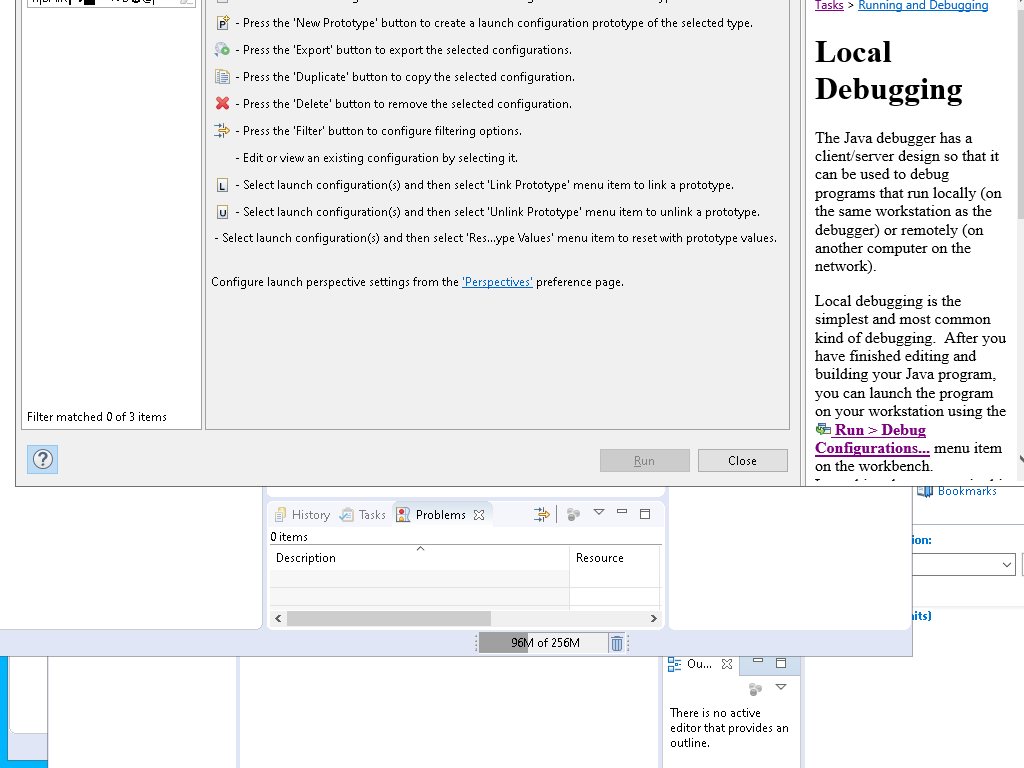 - Press the 'New Prototype' button to create a launch configuration prototype of the selected type.
- Press the 'Export' button to export the selected configurations.
- Press the 'Duplicate' button to copy the selected configuration.
- Press the 'Delete' button to remove the selected configuration.
- Press the 'Filter' button to configure filtering options.
- Edit or view an existing configuration by selecting it.
- Select launch configuration(s) and then select 'Link Prototype' menu item to link a prototype.
- Select launch configuration(s) and then select 'Unlink Prototype' menu item to unlink a prototype.
- Select launch configuration(s) and then select 'Res...ype Values' menu item to reset with prototype values.
Configure launch perspective settings from the 'Perspectives' preference page.
Filter matched 0 of 3 items
Run
Close
Tasks > Running and Debugging
Local
Debugging
The Java debugger has a
client/server design so that it
can be used to debug
programs that run locally (on
the same workstation as the
debugger) or remotely (on
another computer on the
network).
Local debugging is the
simplest and most common
kind of debugging. After you
have finished editing and
building your Java program,
you can launch the program
on your workstation using the
Run > Debug
Configurations... menu item
on the workbench.
Bookmarks
ion:
its)
History
Tasks
Problems
0 items
Description
Resource
96M of 256M
Ou...
There is no active
editor that provides an
outline.